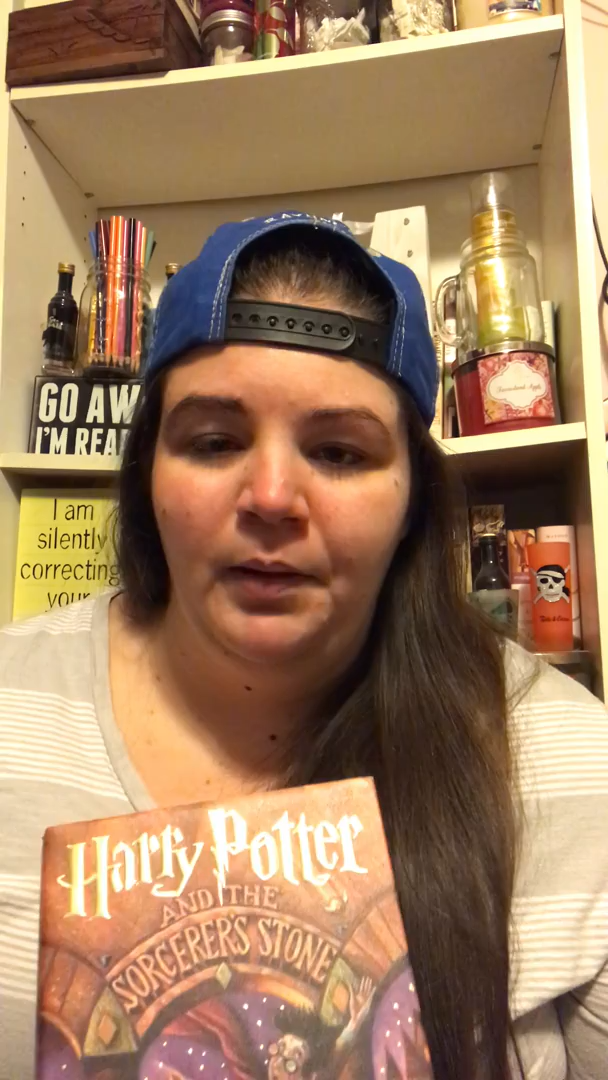 GO AW
I'M REA
I am
silently
correcting
your
Harry Potter
AND THE
SORCERER'S STONE